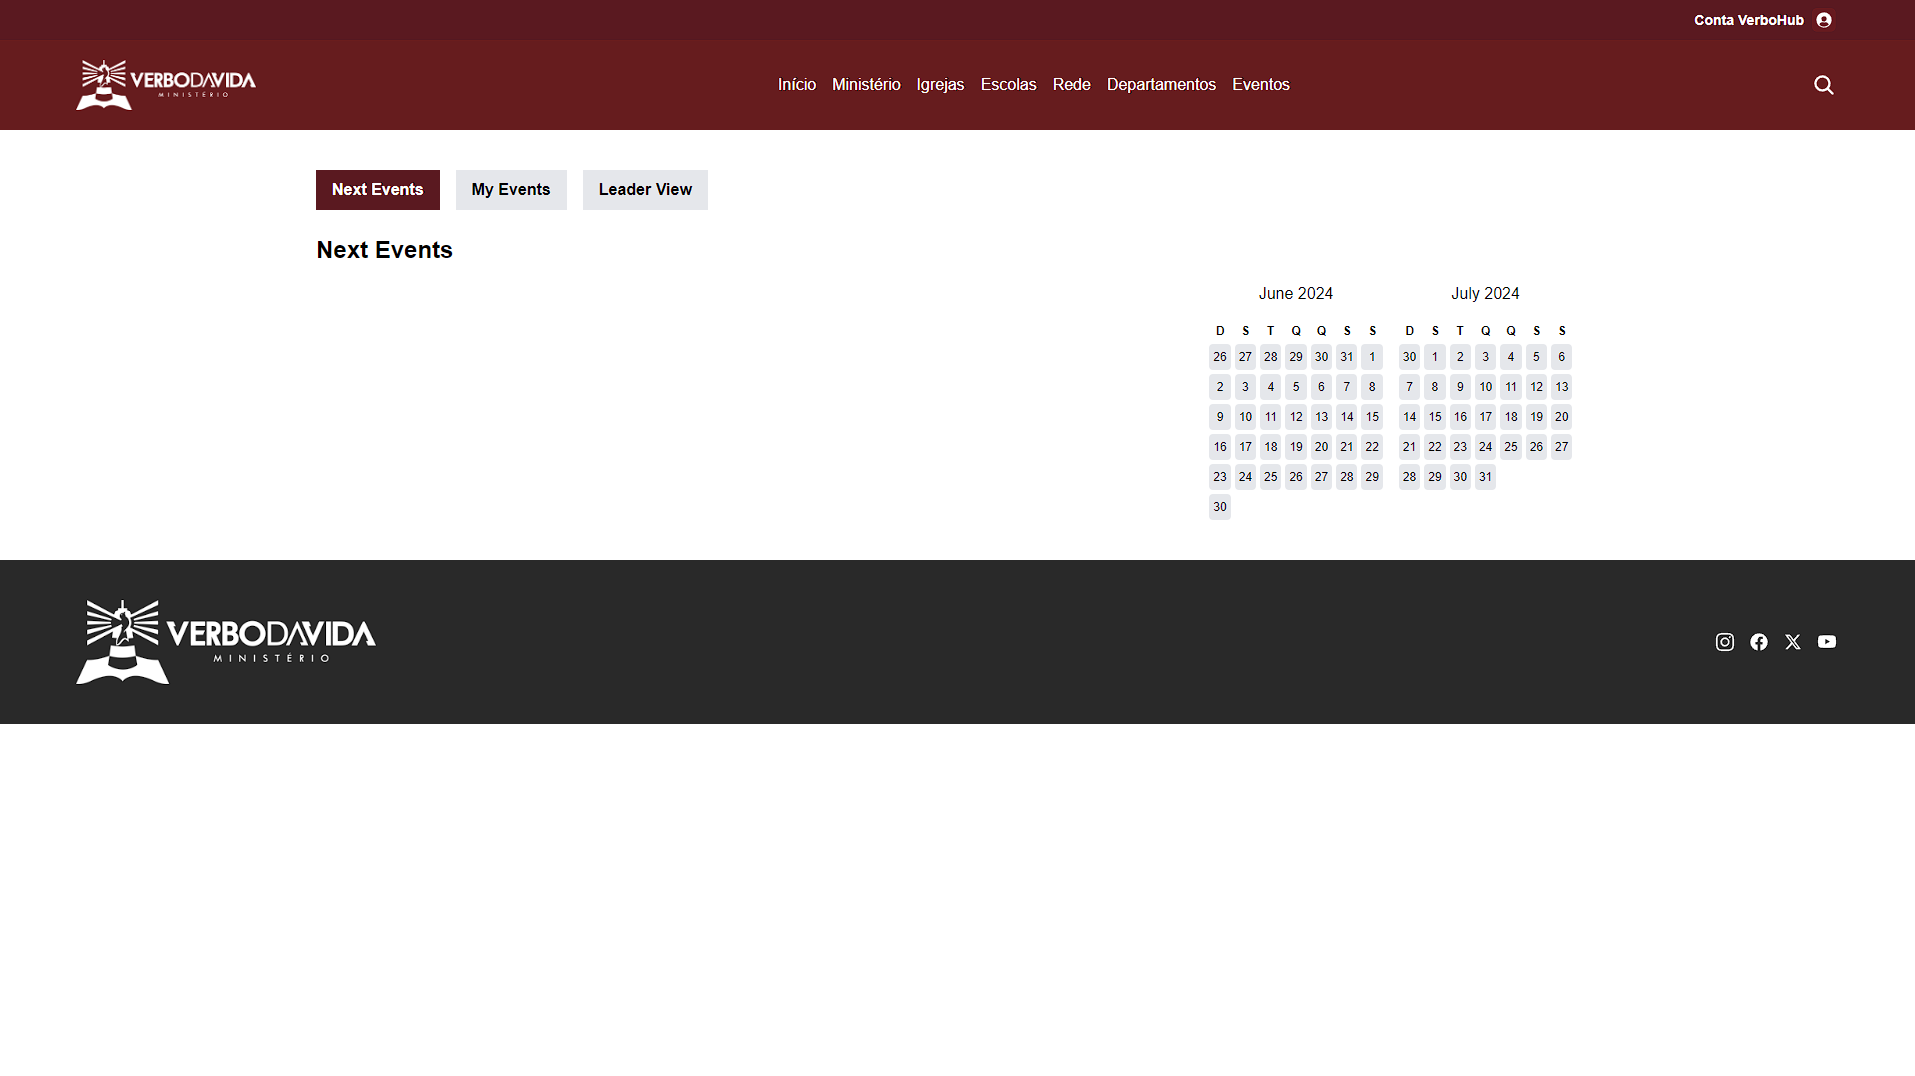 Conta VerboHub
VERBODAVIDA
MINISTÉRIO
Início Ministério Igrejas Escolas Rede Departamentos Eventos
Next Events My Events Leader View
Next Events
June 2024
D S T Q Q S S
26 27 28 29 30 31 1
2 3 4 5 6 7 8
9 10 11 12 13 14 15
16 17 18 19 20 21 22
23 24 25 26 27 28 29
30
July 2024
D S T Q Q S S
30 1 2 3 4 5 6
7 8 9 10 11 12 13
14 15 16 17 18 19 20
21 22 23 24 25 26 27
28 29 30 31
VERBODAVIDA
MINISTÉRIO